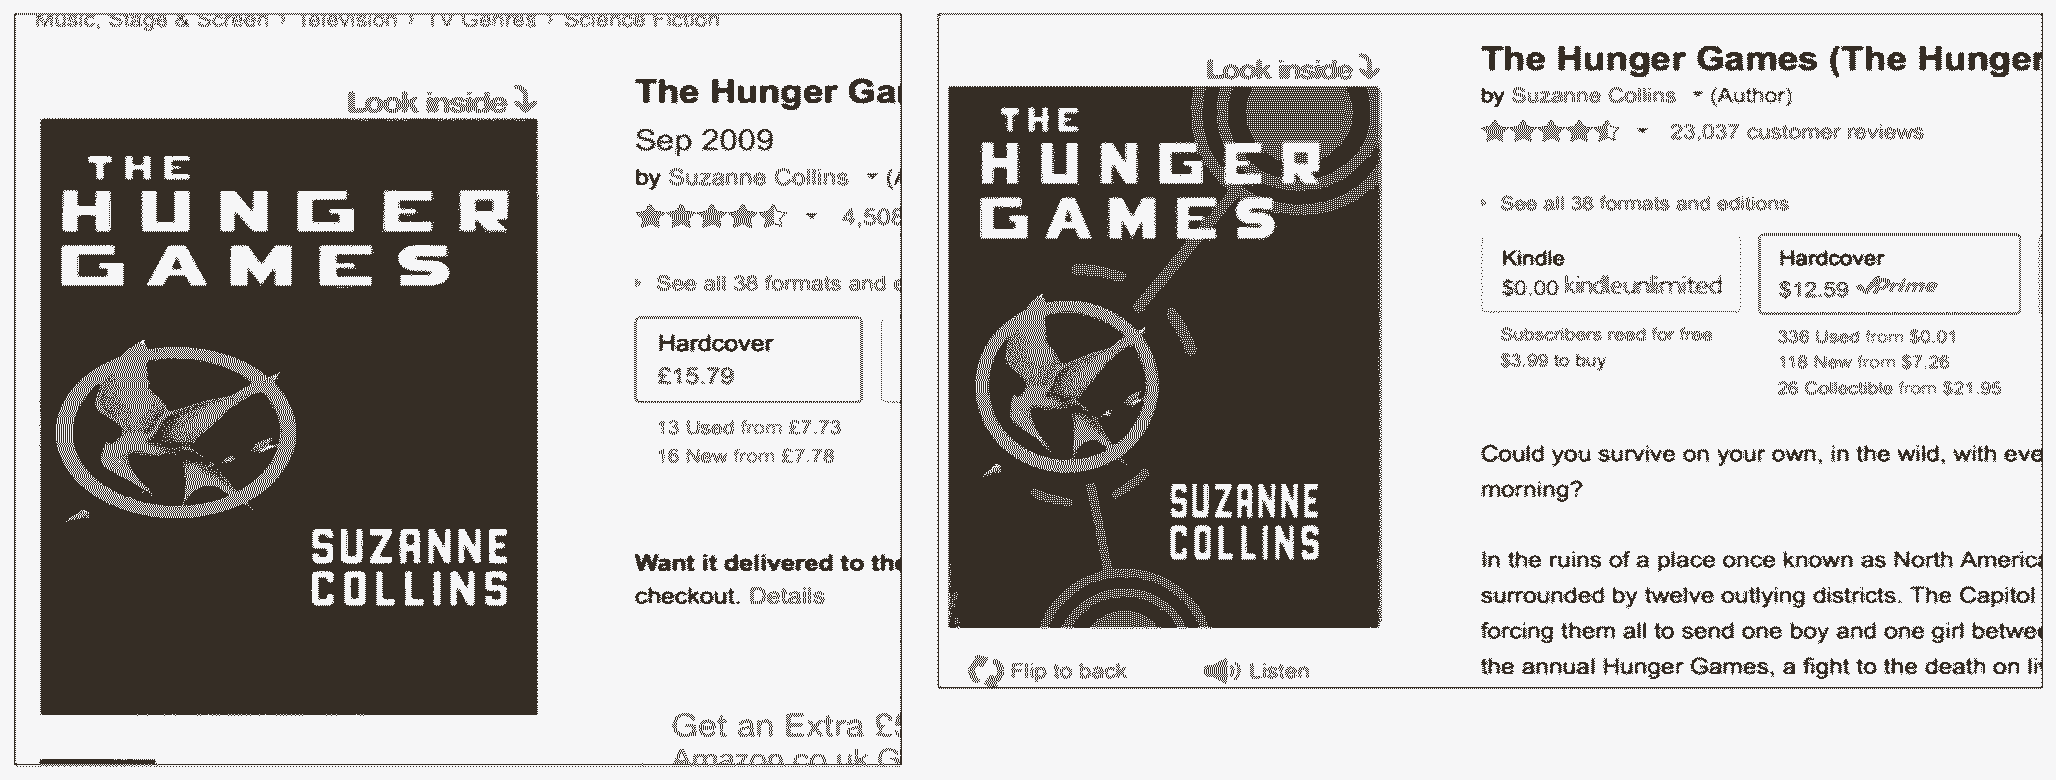 Music, Stage & Screen › Television › TV Genres › Science Fiction
Look inside
THE
HUNGER
GAMES
SUZANNE
COLLINS
The Hunger Gam
Sep 2009
by Suzanne Collins (A
4,508
See all 38 formats and e
Hardcover
£15.79
13 Used from £7.73
16 New from £7.78
Want it delivered to the
checkout. Details
Get an Extra £5
Amazon.co.uk G
Look inside
THE
HUNGER
GAMES
SUZANNE
COLLINS
Flip to back
Listen
The Hunger Games (The Hunger
by Suzanne Collins (Author)
23,037 customer reviews
See all 38 formats and editions
Kindle
$0.00 kindleunlimited
Subscribers read for free
$3.99 to buy
Hardcover
$12.59 Prime
336 Used from $0.01
118 New from $7.26
26 Collectible from $21.95
Could you survive on your own, in the wild, with eve
morning?
In the ruins of a place once known as North America
surrounded by twelve outlying districts. The Capitol
forcing them all to send one boy and one girl betwee
the annual Hunger Games, a fight to the death on li